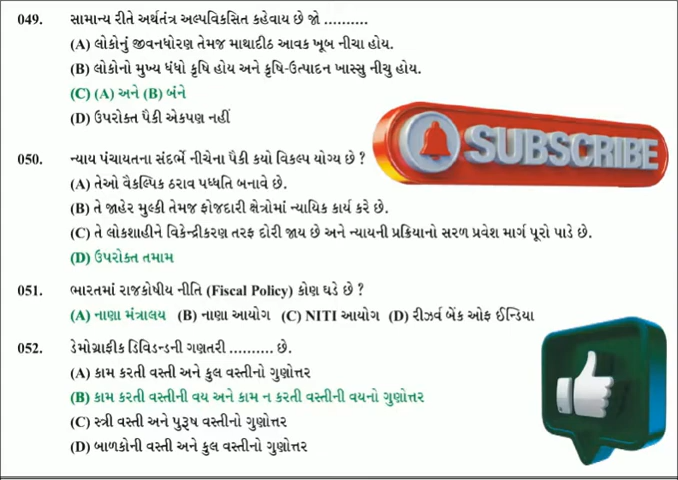 049. સામાન્ય રીતે અર્થતંત્ર અલ્પવિકસિત કહેવાય છે જો ..........
(A) લોકોનું જીવનધોરણ તેમજ માથાદીઠ આવક ખૂબ નીચા હોય.
(B) લોકોનો મુખ્ય ધંધો કૃષિ હોય અને કૃષિ-ઉત્પાદન ખાસ્સુ નીચુ હોય.
(C) (A) અને (B) બંને
(D) ઉપરોક્ત પૈકી એકપણ નહીં
SUBSCRIBE
050. ન્યાય પંચાયતના સંદર્ભે નીચેના પૈકી કયો વિકલ્પ યોગ્ય છે ?
(A) તેઓ વૈકલ્પિક ઠરાવ પધ્ધતિ બનાવે છે.
(B) તે જાહેર મુલ્કી તેમજ ફોજદારી ક્ષેત્રોમાં ન્યાયિક કાર્ય કરે છે.
(C) તે લોકશાહીને વિકેન્દ્રીકરણ તરફ દોરી જાય છે અને ન્યાયની પ્રક્રિયાનો સરળ પ્રવેશ માર્ગ પૂરો પાડે છે.
(D) ઉપરોક્ત તમામ
051. ભારતમાં રાજકોષીય નીતિ (Fiscal Policy) કોણ ઘડે છે ?
(A) નાણા મંત્રાલય (B) નાણા આયોગ (C) NITI આયોગ (D) રીઝર્વ બેંક ઓફ ઈન્ડિયા
052. ડેમોગ્રાફીક ડિવિડન્ડની ગણતરી .......... છે.
(A) કામ કરતી વસ્તી અને કુલ વસ્તીનો ગુણોત્તર
(B) કામ કરતી વસ્તીની વય અને કામ ન કરતી વસ્તીની વયનો ગુણોત્તર
(C) સ્ત્રી વસ્તી અને પુરૂષ વસ્તીનો ગુણોત્તર
(D) બાળકોની વસ્તી અને કુલ વસ્તીનો ગુણોત્તર